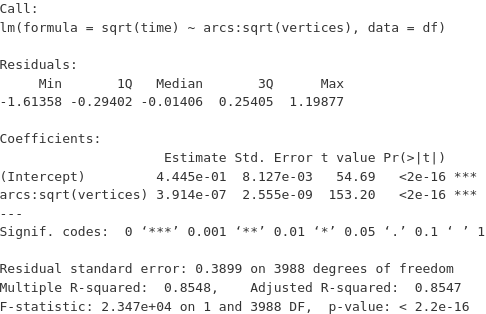 Call:
lm(formula = sqrt(time) ~ arcs:sqrt(vertices), data = df)
Residuals:
Min 1Q Median 3Q Max
-1.61358 -0.29402 -0.01406 0.25405 1.19877
Coefficients:
Estimate Std. Error t value Pr(>|t|)
(Intercept) 4.445e-01 8.127e-03 54.69 <2e-16 ***
arcs:sqrt(vertices) 3.914e-07 2.555e-09 153.20 <2e-16 ***
---
Signif. codes: 0 ‘***’ 0.001 ‘**’ 0.01 ‘*’ 0.05 ‘.’ 0.1 ‘ ’ 1
Residual standard error: 0.3899 on 3988 degrees of freedom
Multiple R-squared: 0.8548, Adjusted R-squared: 0.8547
F-statistic: 2.347e+04 on 1 and 3988 DF, p-value: < 2.2e-16